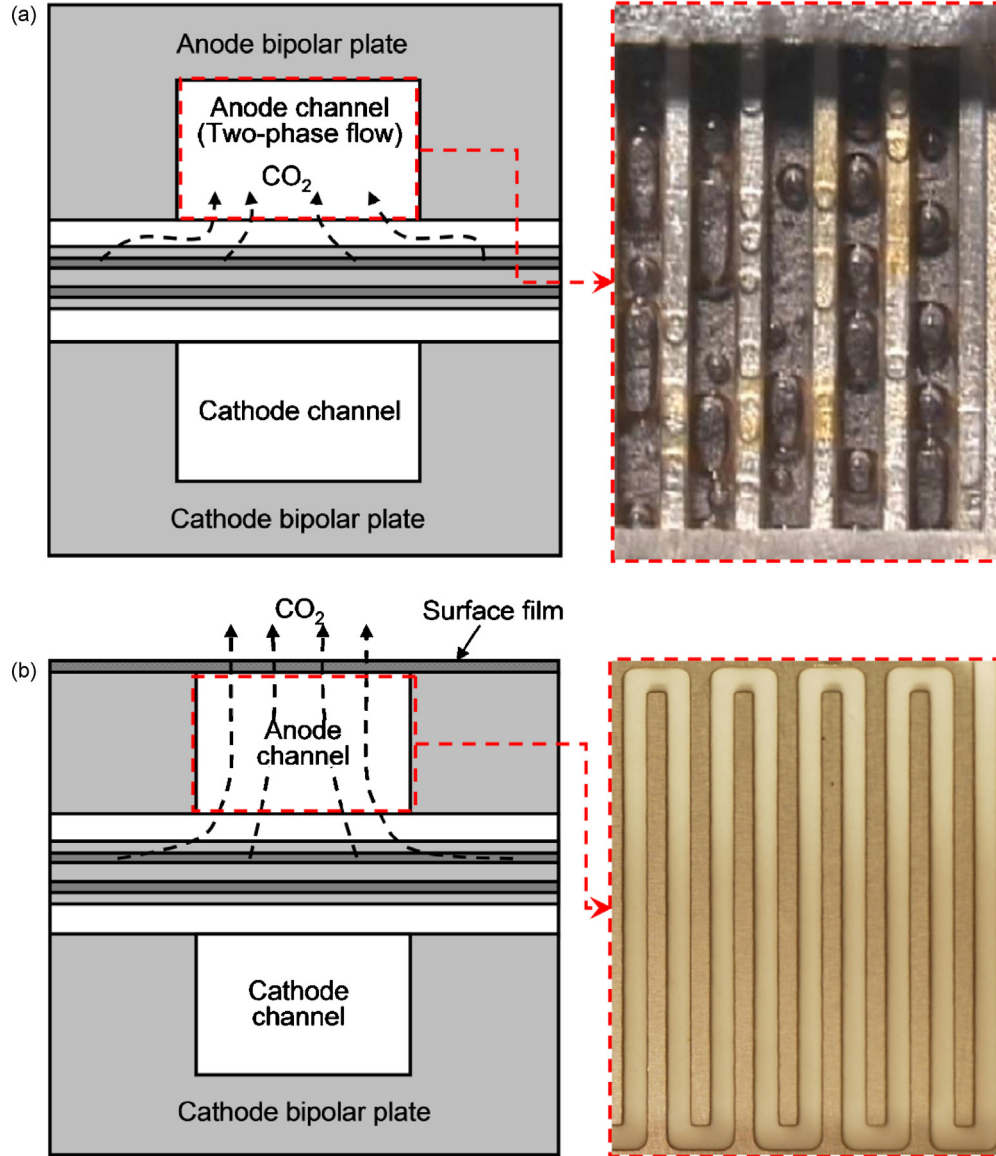 (a)
Anode bipolar plate
Anode channel
(Two-phase flow)
CO2
Cathode channel
Cathode bipolar plate
CO2
Surface film
(b)
Anode
channel
Cathode
channel
Cathode bipolar plate